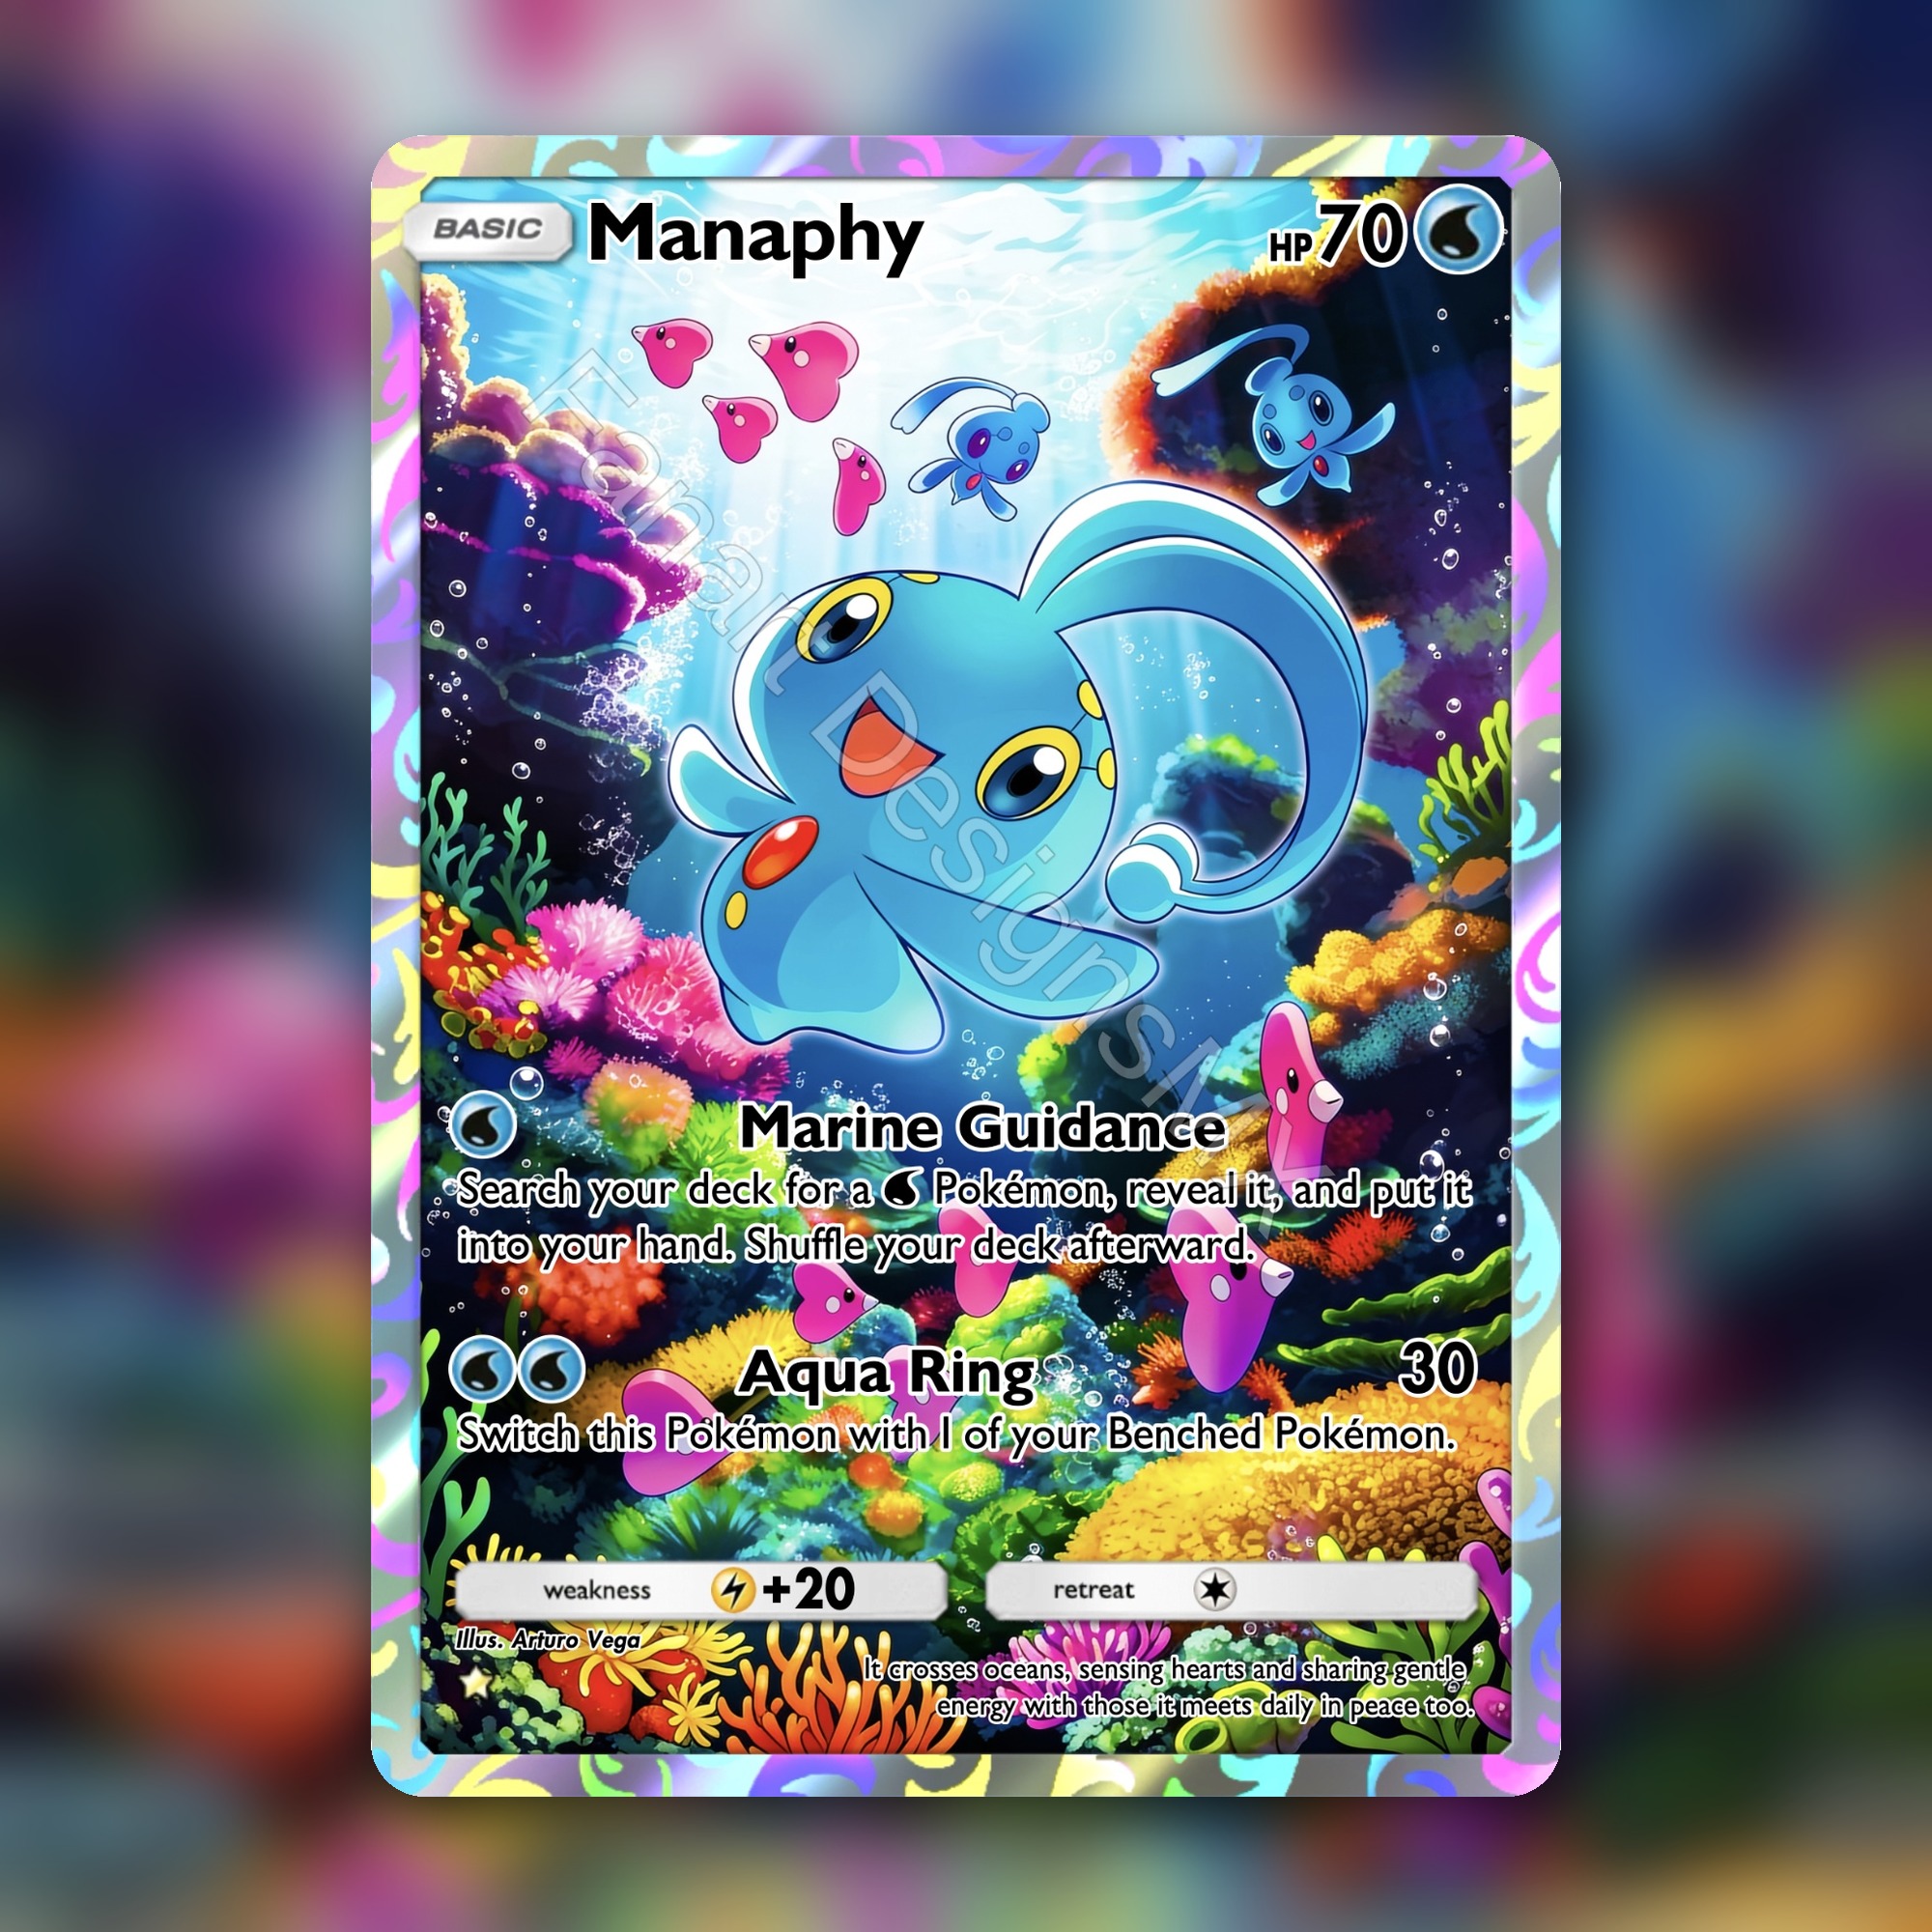 BASIC Manaphy HP 70
Fanart DesignsMX
Marine Guidance
Search your deck for a Pokémon, reveal it, and put it
into your hand. Shuffle your deck afterward.
Aqua Ring 30
Switch this Pokémon with 1 of your Benched Pokémon.
weakness +20 retreat
Illus. Arturo Vega
It crosses oceans, sensing hearts and sharing gentle
energy with those it meets daily in peace too.